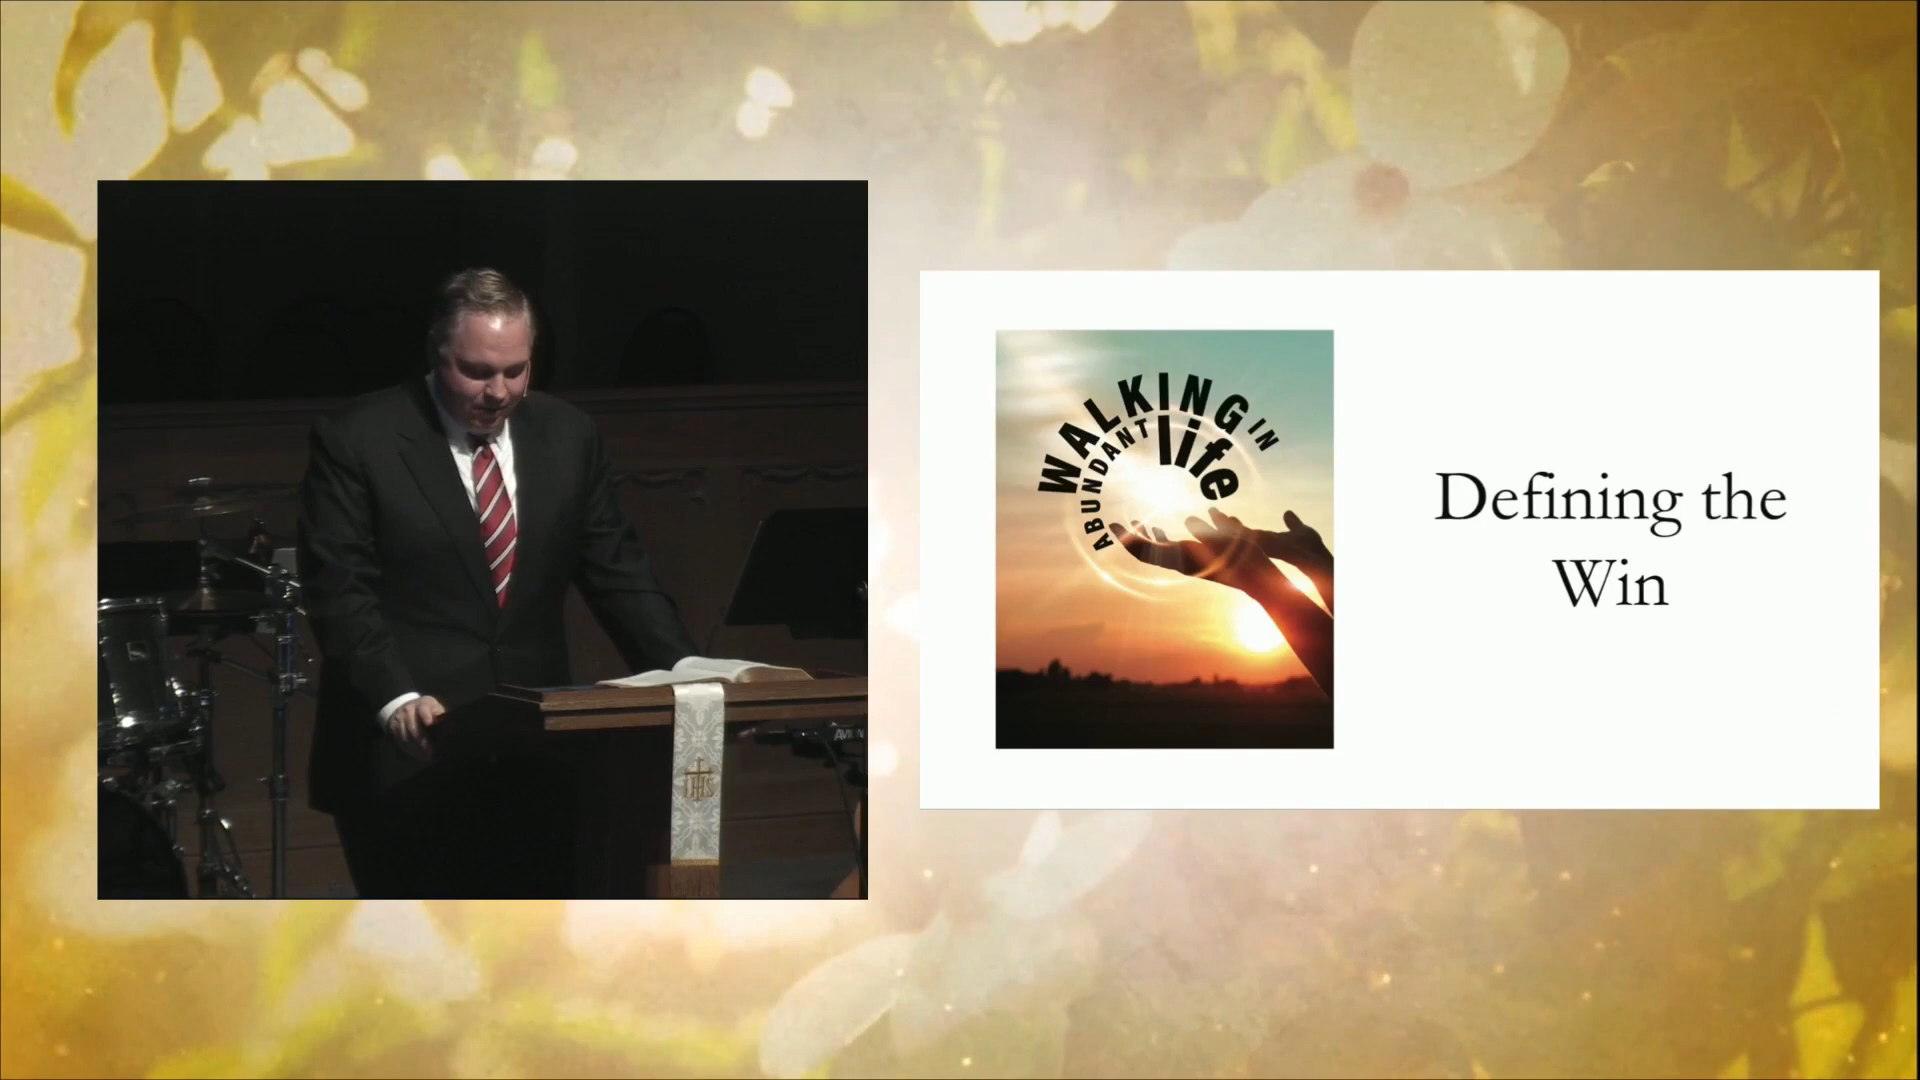 WALKING IN
ABUNDANT life
Defining the
Win
IHS